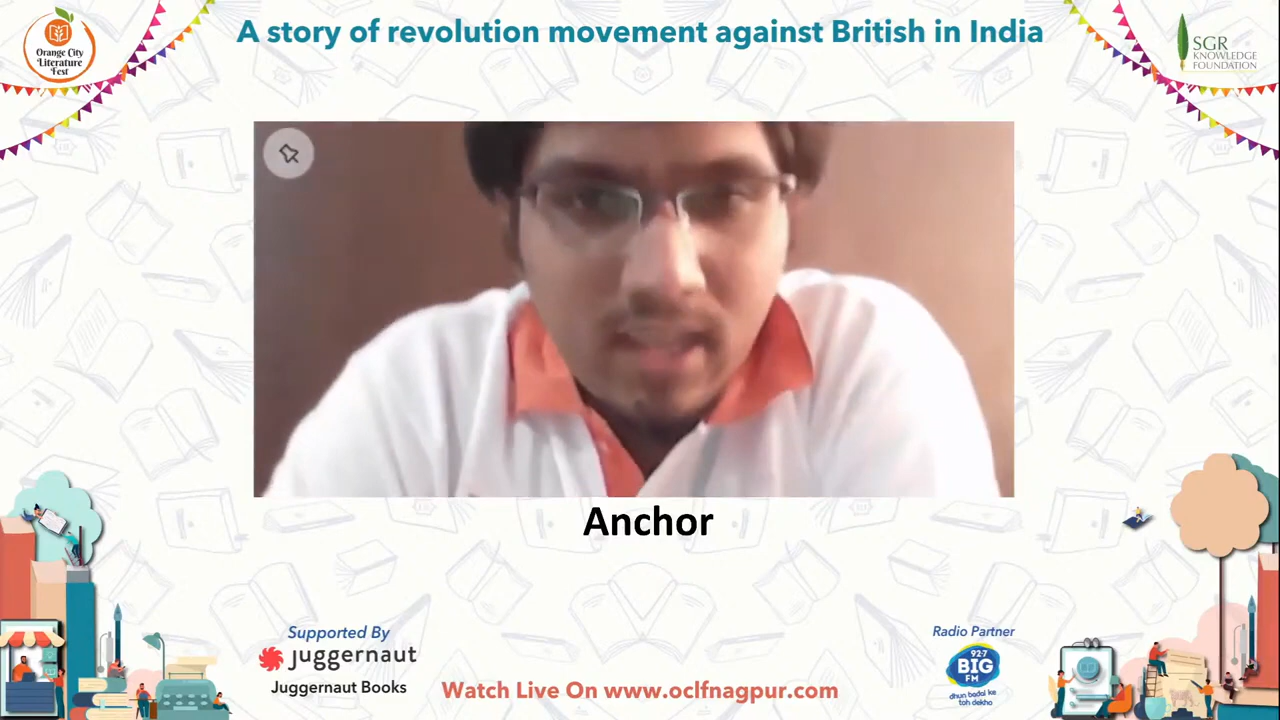 A story of revolution movement against British in India
Orange City
Literature
Fest
SGR
KNOWLEDGE
FOUNDATION
Anchor
Supported By
juggernaut
Juggernaut Books
Watch Live On www.oclfnagpur.com
Radio Partner
92.7
BIG
FM
dhun badal ke
toh dekho